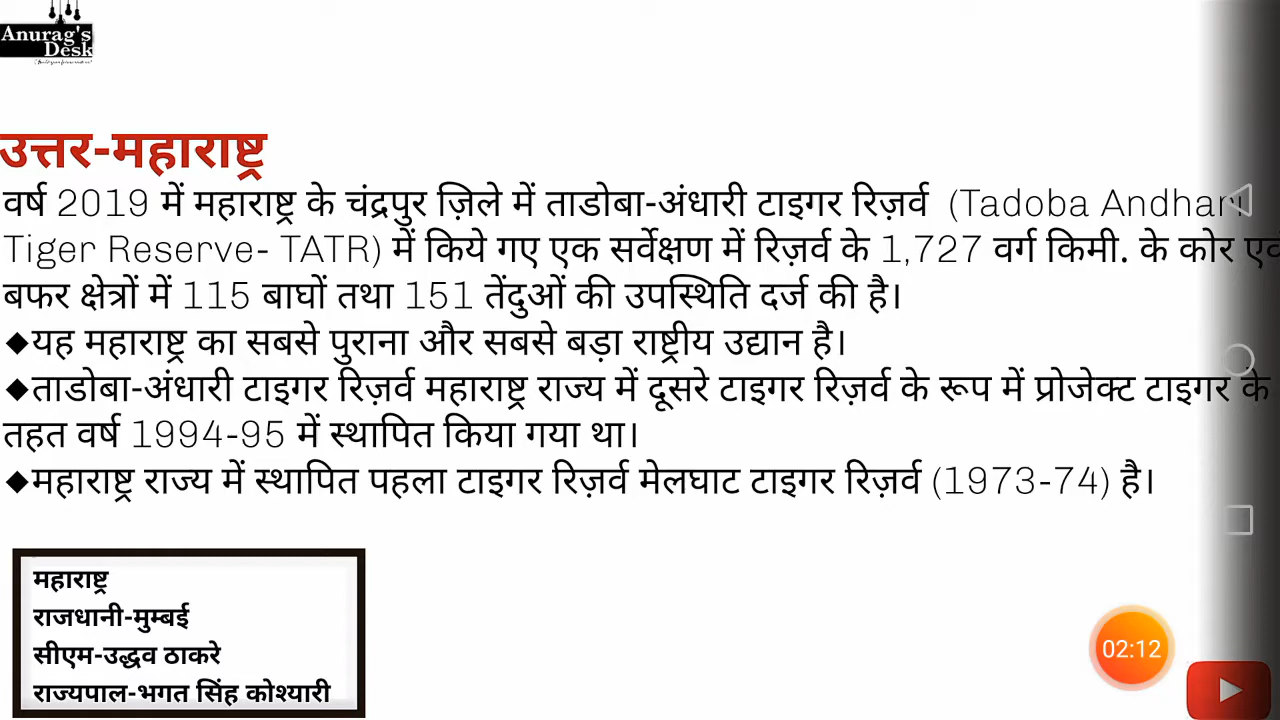 Anurag's
Desk
उत्तर-महाराष्ट्र
वर्ष 2019 में महाराष्ट्र के चंद्रपुर ज़िले में ताडोबा-अंधारी टाइगर रिज़र्व (Tadoba Andhari
Tiger Reserve- TATR) में किये गए एक सर्वेक्षण में रिज़र्व के 1,727 वर्ग किमी. के कोर
बफर क्षेत्रों में 115 बाघों तथा 151 तेंदुओं की उपस्थिति दर्ज की है।
◆यह महाराष्ट्र का सबसे पुराना और सबसे बड़ा राष्ट्रीय उद्यान है।
◆ताडोबा-अंधारी टाइगर रिज़र्व महाराष्ट्र राज्य में दूसरे टाइगर रिज़र्व के रूप में प्रोजेक्ट टाइगर के
तहत वर्ष 1994-95 में स्थापित किया गया था।
◆महाराष्ट्र राज्य में स्थापित पहला टाइगर रिज़र्व मेलघाट टाइगर रिज़र्व (1973-74) है।
महाराष्ट्र
राजधानी-मुम्बई
सीएम-उद्धव ठाकरे
राज्यपाल-भगत सिंह कोश्यारी
02:12